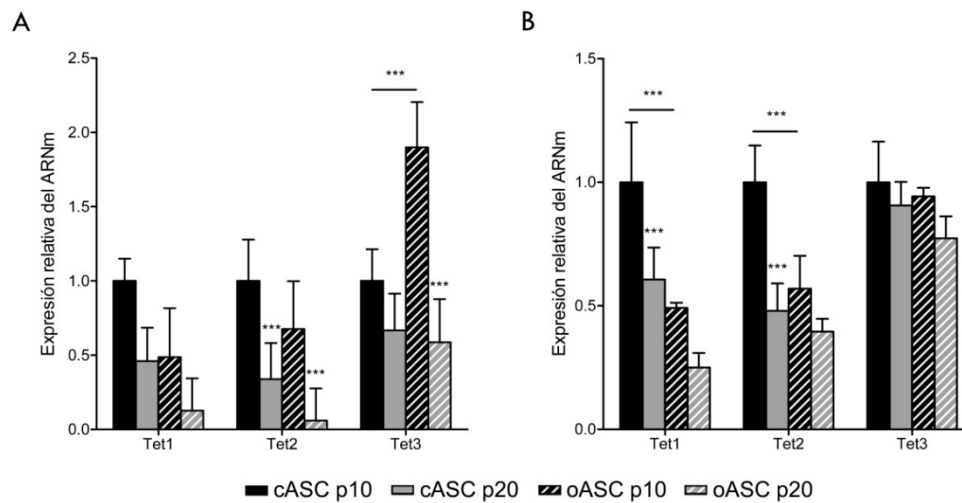 A
B
Expresión relativa del ARNm
2.5
2.0
1.5
1.0
0.5
0.0
***
***
***
***
Tet1 Tet2 Tet3
Expresión relativa del ARNm
1.5
1.0
0.5
0.0
***
***
***
***
Tet1 Tet2 Tet3
cASC p10 cASC p20 oASC p10 oASC p20